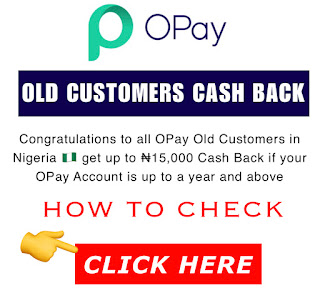 OPay
OLD CUSTOMERS CASH BACK
Congratulations to all OPay Old Customers in
Nigeria 🇳🇬 get up to ₦15,000 Cash Back if your
OPay Account is up to a year and above
HOW TO CHECK
CLICK HERE